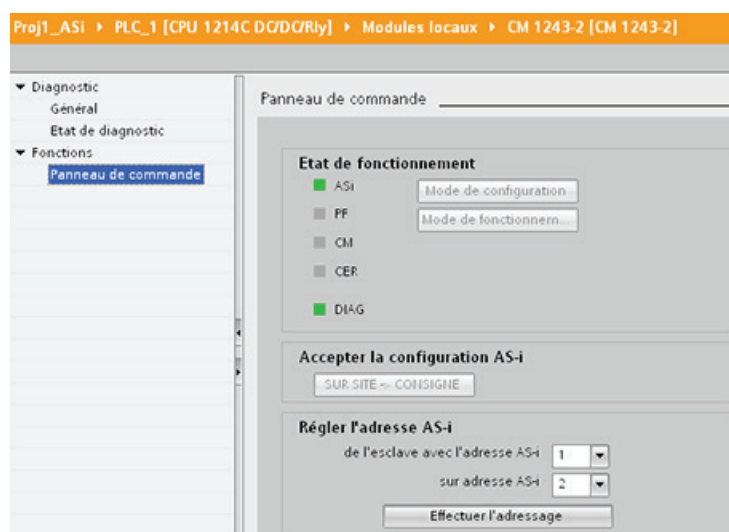 Proj1_ASi ▸ PLC_1 [CPU 1214C DC/DC/Rly] ▸ Modules locaux ▸ CM 1243-2 [CM 1243-2]
Diagnostic
Général
Etat de diagnostic
Fonctions
Panneau de commande
Panneau de commande
Etat de fonctionnement
ASi Mode de configuration...
PF Mode de fonctionnem...
CM
CER
DIAG
Accepter la configuration AS-i
SUR SITE -> CONSIGNE
Régler l'adresse AS-i
de l'esclave avec l'adresse AS-i 1
sur adresse AS-i 2
Effectuer l'adressage